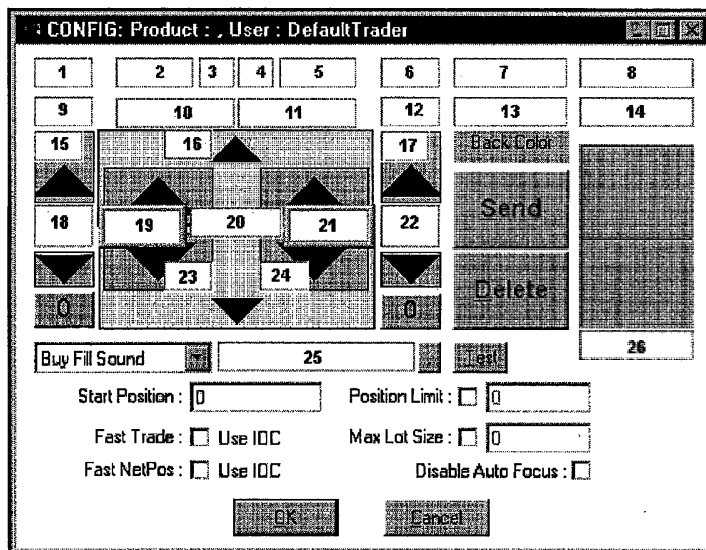 CONFIG: Product : , User : DefaultTrader
1 2 3 4 5 6 7 8
9 10 11 12 13 14
15 16 17 Back Color
18 19 20 21 22 Send
23 24 Delete
0 0
Buy Fill Sound 25 Test 26
Start Position : 0 Position Limit : 0
Fast Trade : Use IOC Max Lot Size : 0
Fast NetPos : Use IOC Disable Auto Focus :
OK Cancel